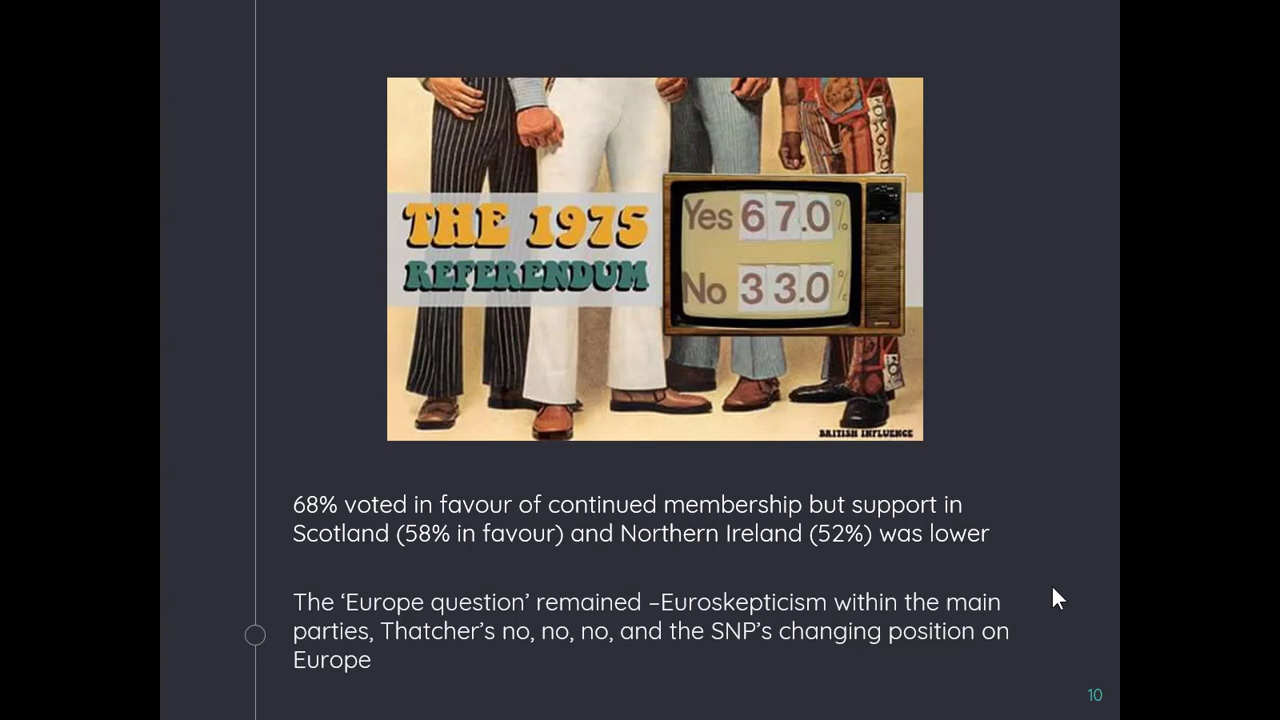 THE 1975
REFERENDUM
Yes 67.0%
No 33.0%
BRITISH INFLUENCE
68% voted in favour of continued membership but support in
Scotland (58% in favour) and Northern Ireland (52%) was lower
The ‘Europe question’ remained –Euroskepticism within the main
parties, Thatcher’s no, no, no, and the SNP’s changing position on
Europe
10